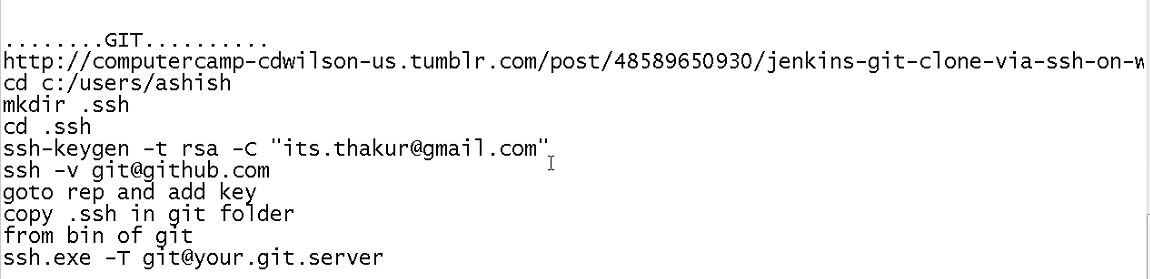 ........GIT..........
http://computercamp-cdwilson-us.tumblr.com/post/48589650930/jenkins-git-clone-via-ssh-on-w
cd c:/users/ashish
mkdir .ssh
cd .ssh
ssh-keygen -t rsa -C "its.thakur@gmail.com"
ssh -v git@github.com
goto rep and add key
copy .ssh in git folder
from bin of git
ssh.exe -T git@your.git.server